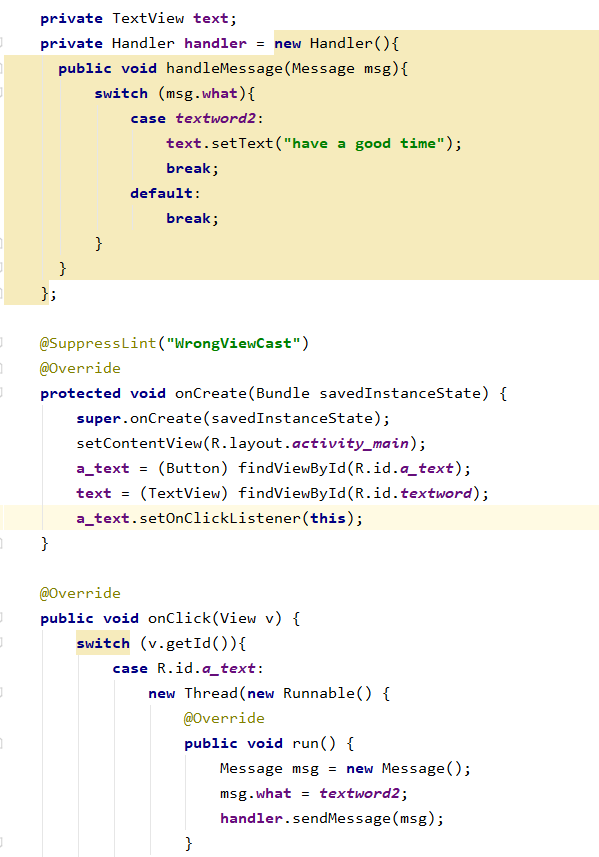 private TextView text;
private Handler handler = new Handler(){
public void handleMessage(Message msg){
switch (msg.what){
case textword2:
text.setText("have a good time");
break;
default:
break;
}
}
};
@SuppressLint("WrongViewCast")
@Override
protected void onCreate(Bundle savedInstanceState) {
super.onCreate(savedInstanceState);
setContentView(R.layout.activity_main);
a_text = (Button) findViewById(R.id.a_text);
text = (TextView) findViewById(R.id.textword);
a_text.setOnClickListener(this);
}
@Override
public void onClick(View v) {
switch (v.getId()){
case R.id.a_text:
new Thread(new Runnable() {
@Override
public void run() {
Message msg = new Message();
msg.what = textword2;
handler.sendMessage(msg);
}